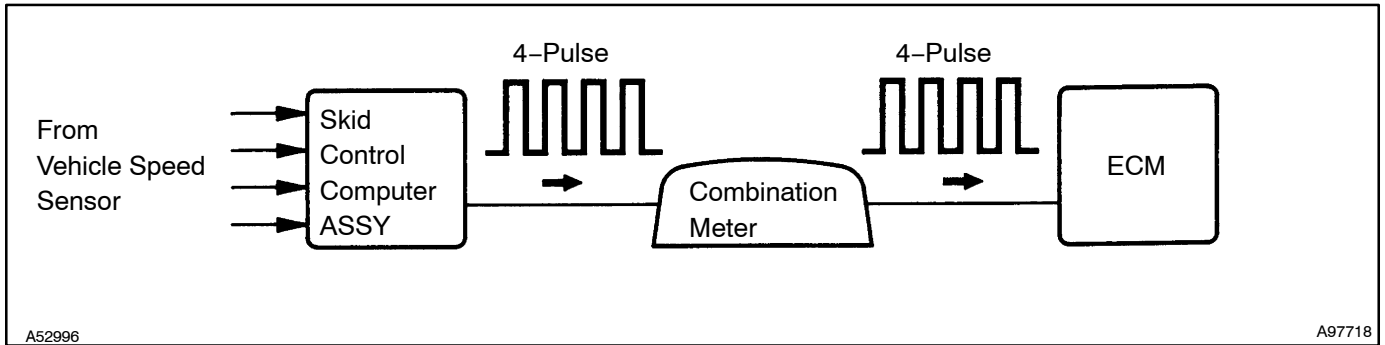 4−Pulse
4−Pulse
From
Vehicle Speed
Sensor
Skid
Control
Computer
ASSY
Combination
Meter
ECM
A52996
A97718